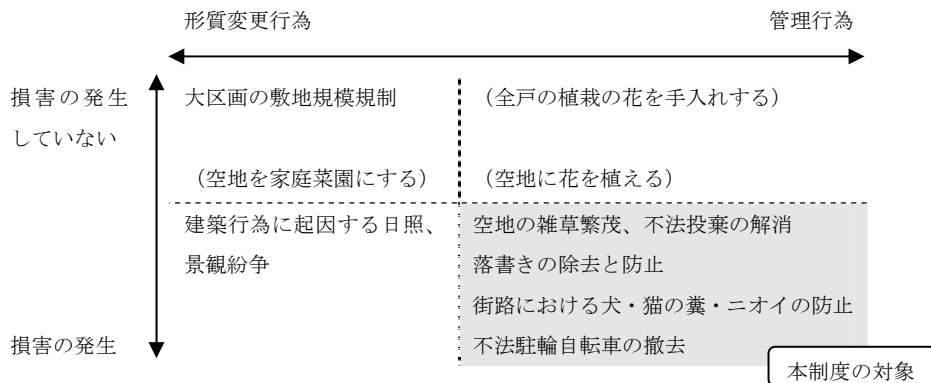 形質変更行為 管理行為
損害の発生 大区画の敷地規模規制 （全戸の植栽の花を手入れする）
していない
（空地を家庭菜園にする） （空地に花を植える）
建築行為に起因する日照、 空地の雑草繁茂、不法投棄の解消
景観紛争 落書きの除去と防止
街路における犬・猫の糞・ニオイの防止
損害の発生 不法駐輪自転車の撤去
本制度の対象